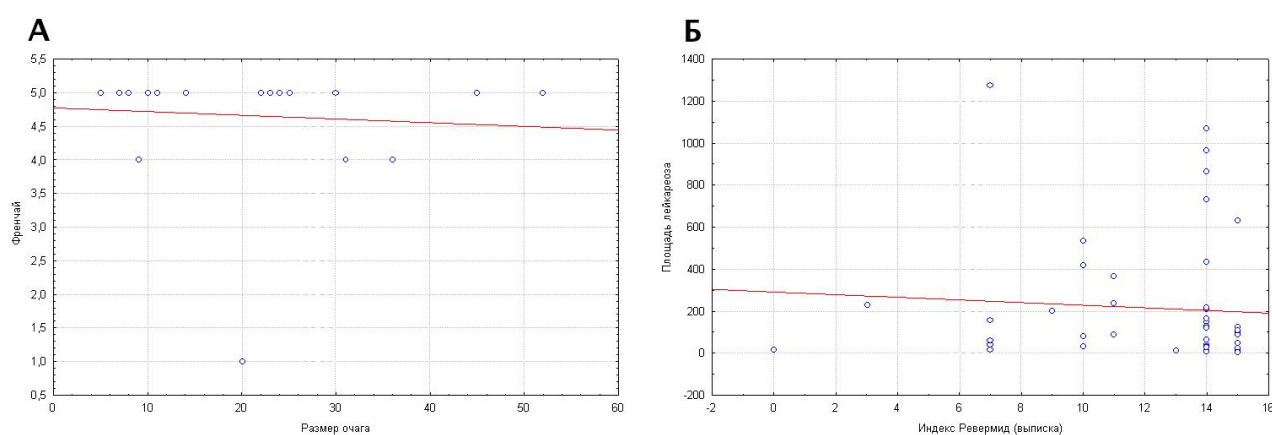 А
5,5
5,0
4,5
4,0
3,5
3,0
2,5
2,0
1,5
1,0
0,5
Френчай
0 10 20 30 40 50 60
Размер очага
Б
1400
1200
1000
800
600
400
200
0
-200
Площадь лейкареоза
-2 0 2 4 6 8 10 12 14 16
Индекс Ревермид (выписка)